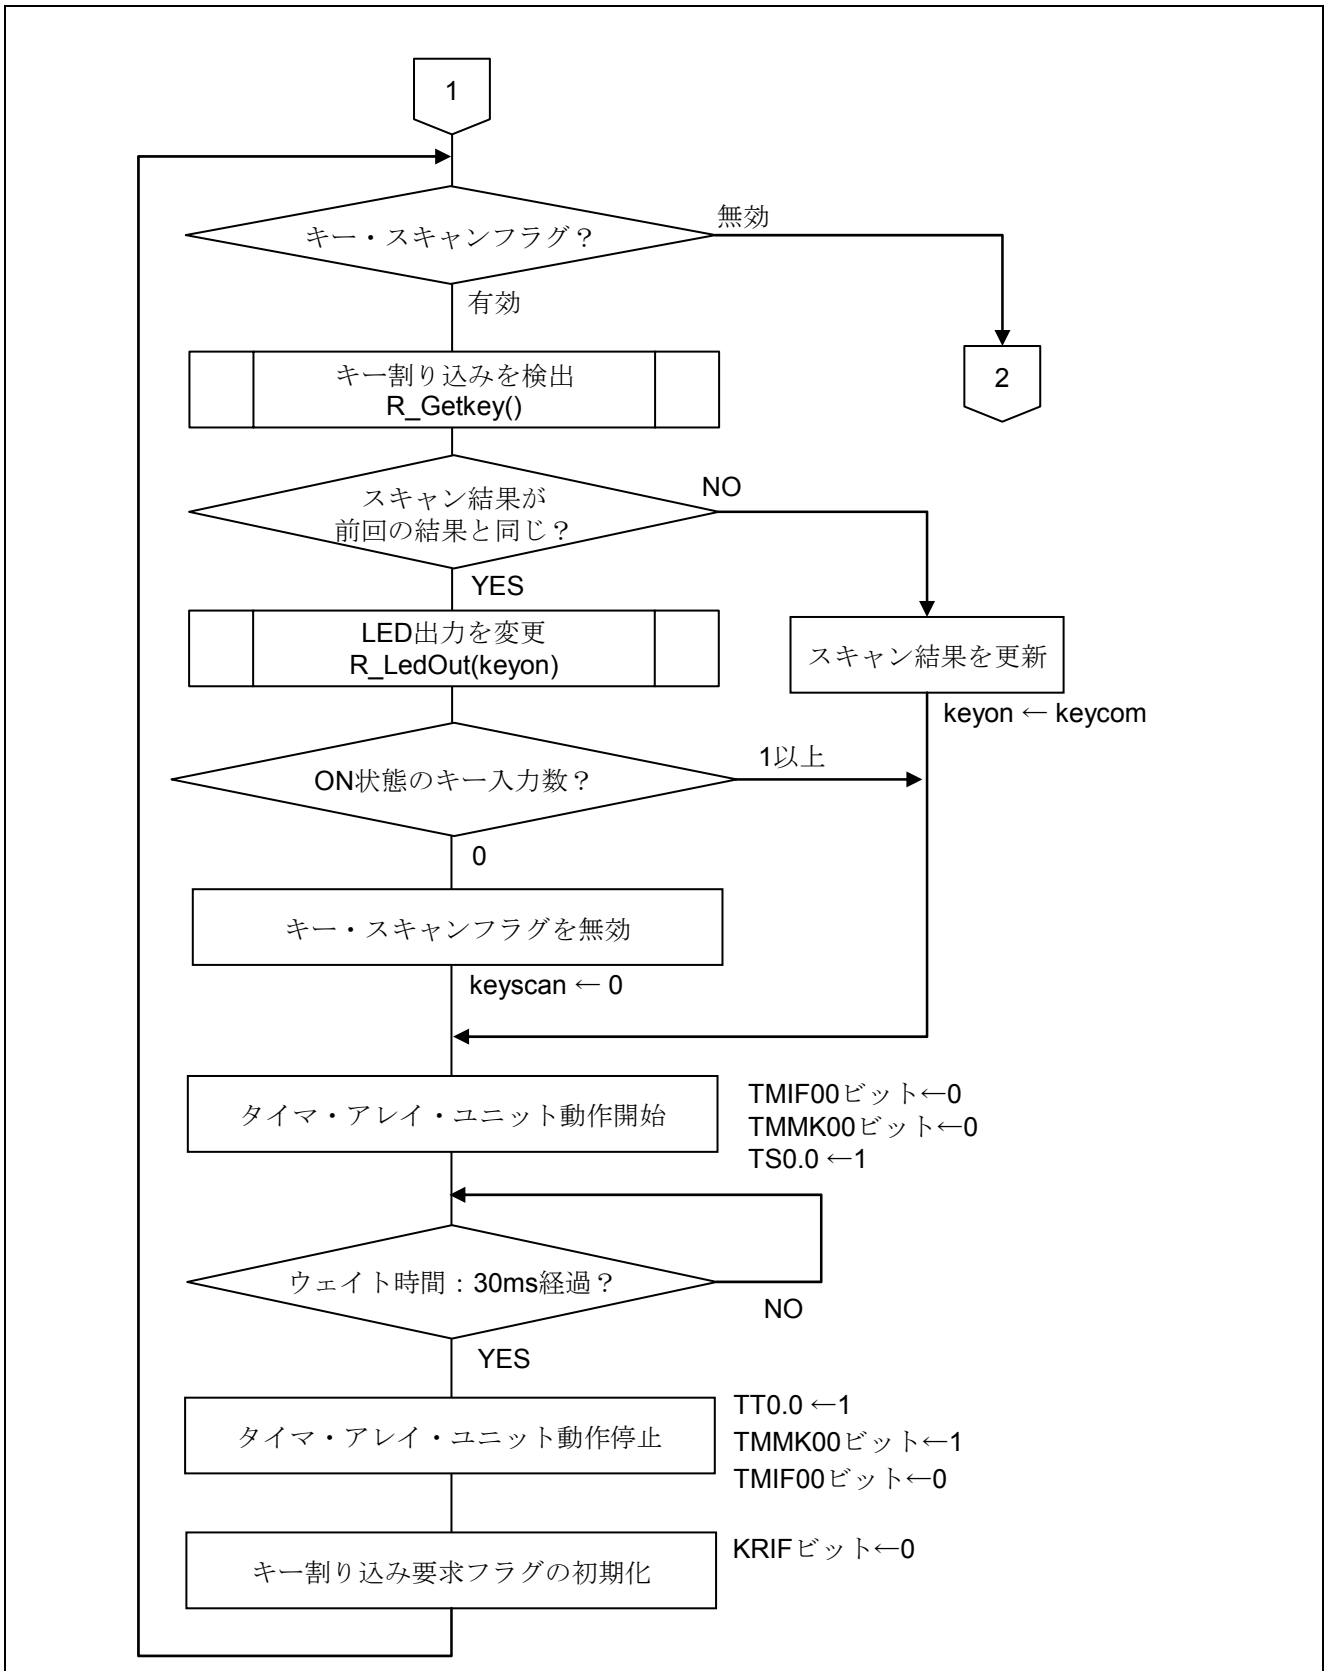 1
キー・スキャンフラグ？
無効
有効
2
キー割り込みを検出
R_Getkey()
スキャン結果が
前回の結果と同じ？
NO
YES
LED出力を変更
R_LedOut(keyon)
スキャン結果を更新
keyon ← keycom
ON状態のキー入力数？
1以上
0
キー・スキャンフラグを無効
keyscan ← 0
タイマ・アレイ・ユニット動作開始
TMIF00ビット←0
TMMK00ビット←0
TS0.0 ←1
ウェイト時間：30ms経過？
NO
YES
タイマ・アレイ・ユニット動作停止
TT0.0 ←1
TMMK00ビット←1
TMIF00ビット←0
キー割り込み要求フラグの初期化
KRIFビット←0